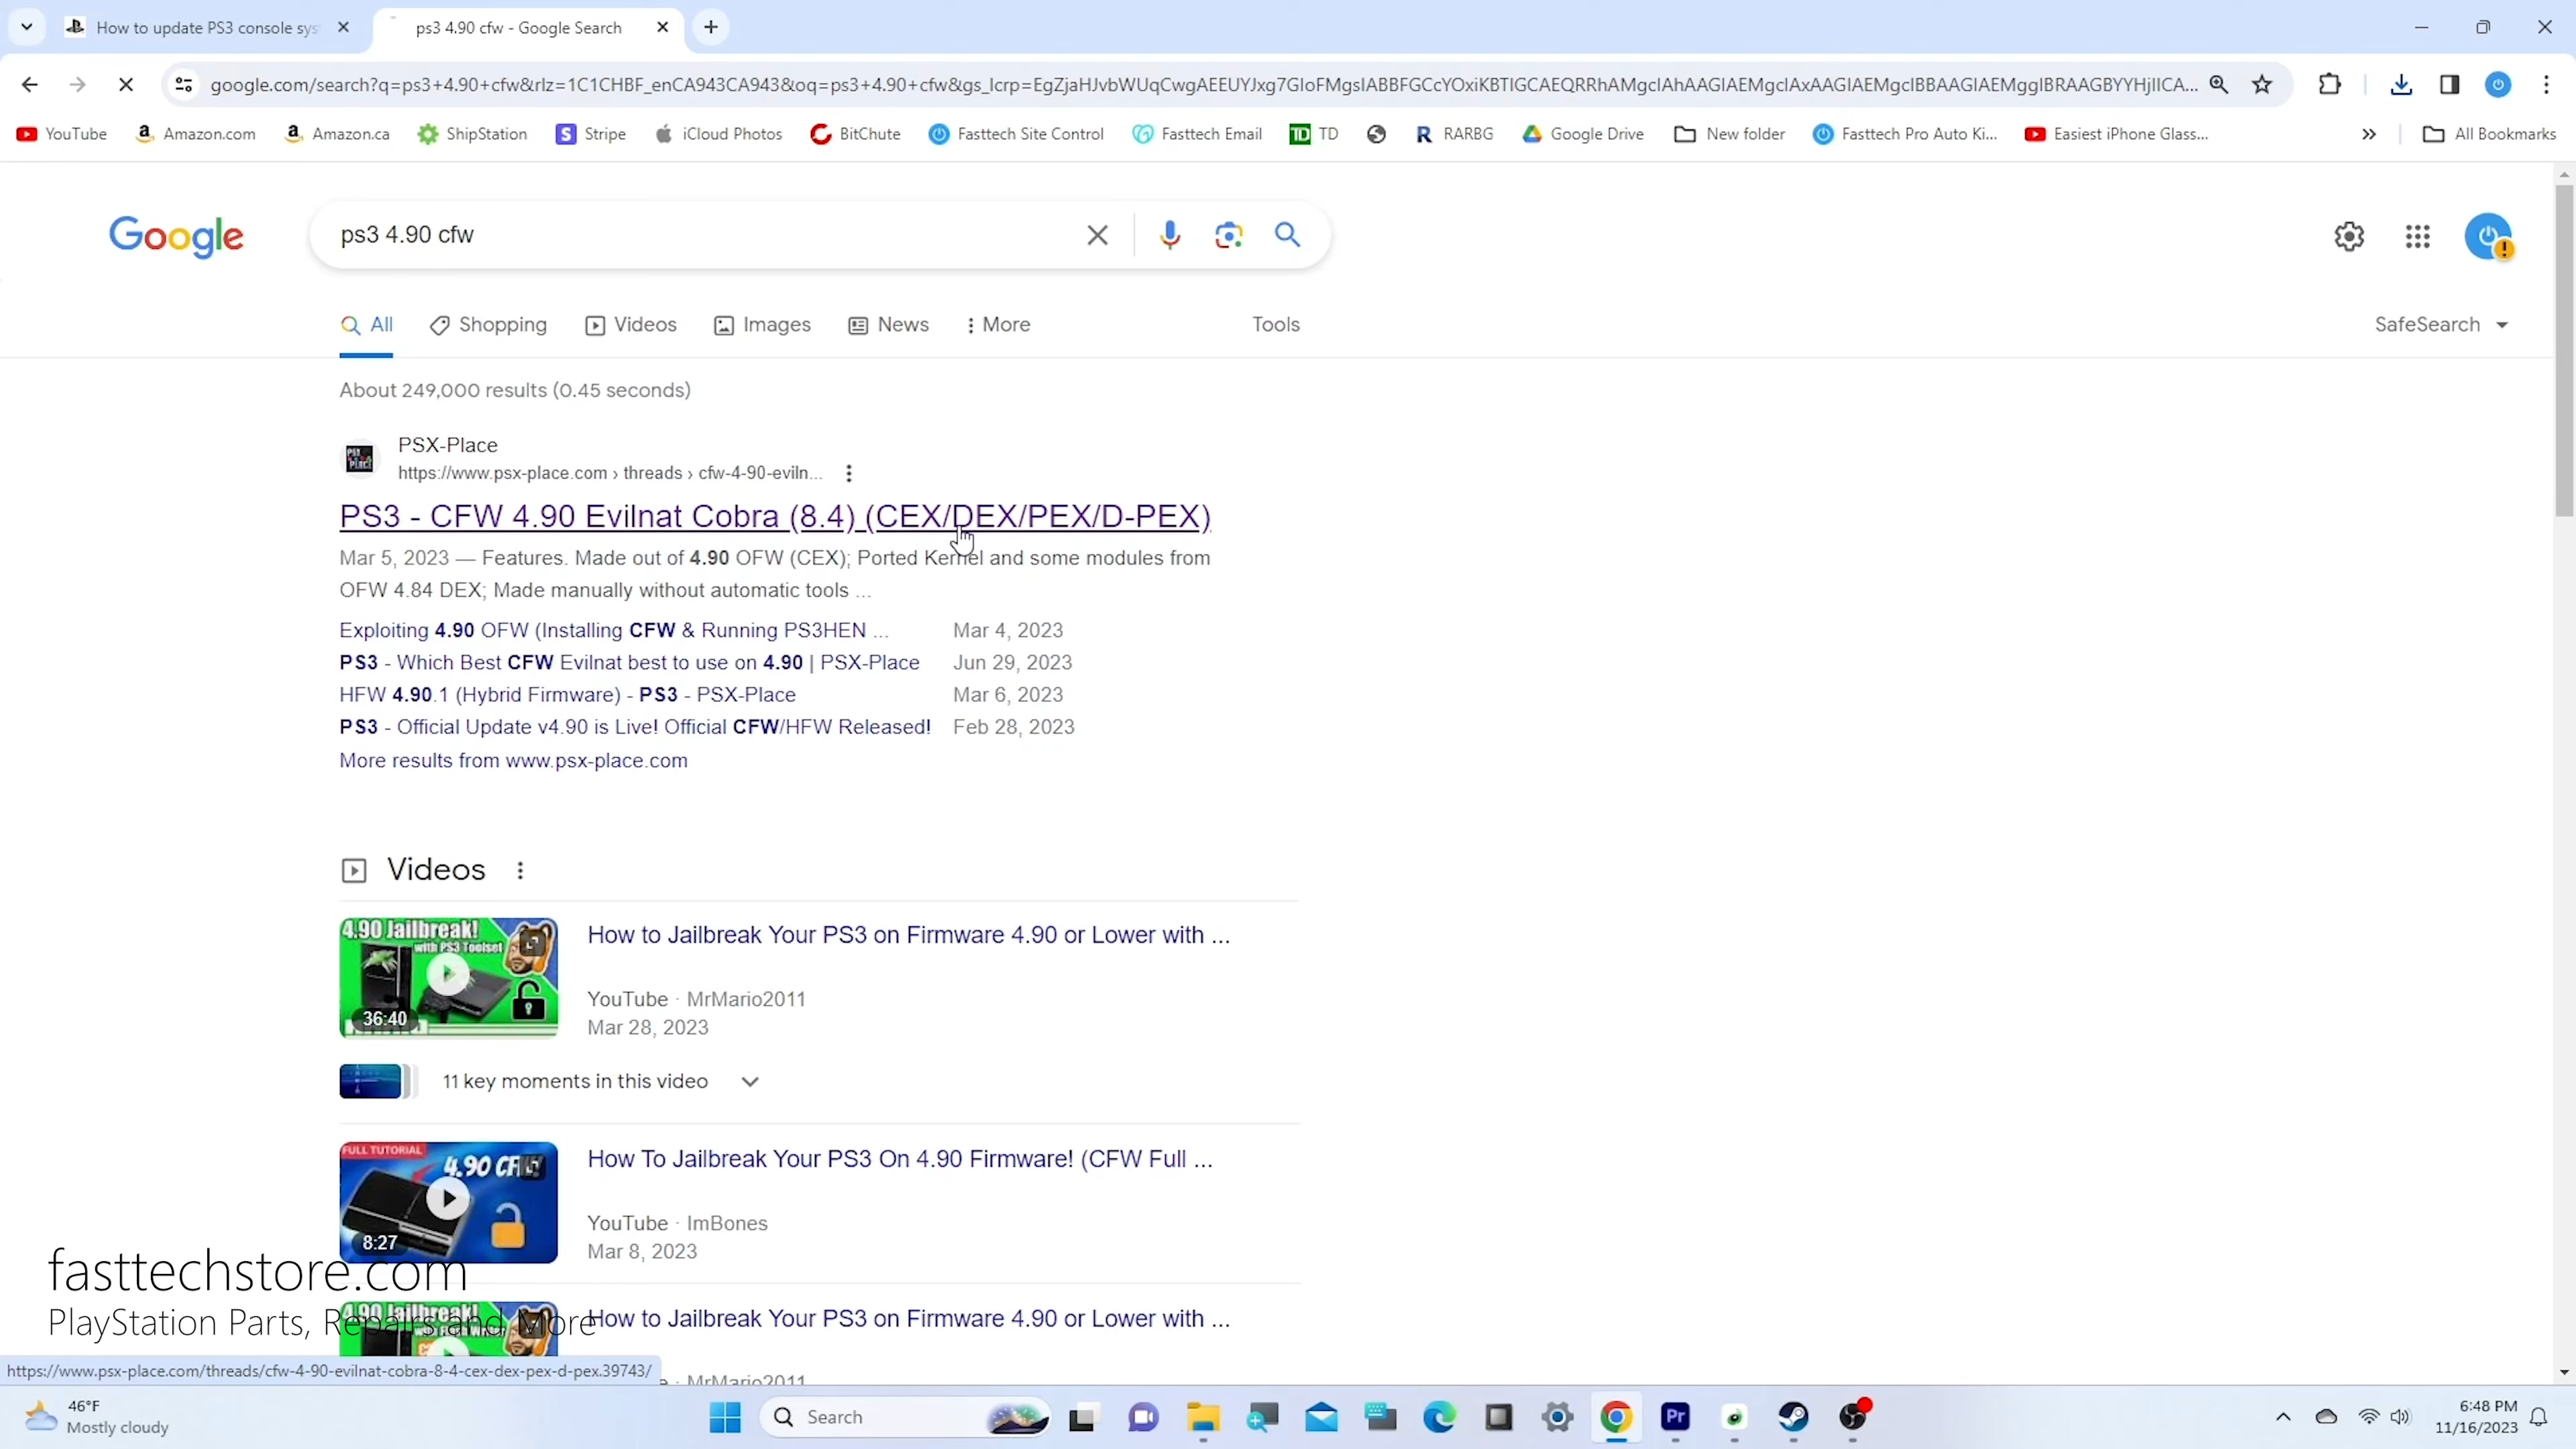 How to update PS3 console sys
ps3 4.90 cfw - Google Search
google.com/search?q=ps3+4.90+cfw&rlz=1C1CHBF_enCA943CA943&oq=ps3+4.90+cfw&gs_lcrp=EgZjaHJvbWUqCwgAEEUYJxg7GIoFMgsIABBFGCcYOxiKBTIGCAEQRRhAMgcIAhAAGIAEMgcIAxAAGIAEMgcIBBAAGIAEMggIBRAAGBYYHjIICA...
YouTube Amazon.com Amazon.ca ShipStation Stripe iCloud Photos BitChute Fasttech Site Control Fasttech Email TD RARBG Google Drive New folder Fasttech Pro Auto Ki... Easiest iPhone Glass... » All Bookmarks
Google
ps3 4.90 cfw
All Shopping Videos Images News More Tools SafeSearch
About 249,000 results (0.45 seconds)
PSX-Place
https://www.psx-place.com › threads › cfw-4-90-eviln...
PS3 - CFW 4.90 Evilnat Cobra (8.4) (CEX/DEX/PEX/D-PEX)
Mar 5, 2023 — Features. Made out of 4.90 OFW (CEX); Ported Kernel and some modules from
OFW 4.84 DEX; Made manually without automatic tools ...
Exploiting 4.90 OFW (Installing CFW & Running PS3HEN ... Mar 4, 2023
PS3 - Which Best CFW Evilnat best to use on 4.90 | PSX-Place Jun 29, 2023
HFW 4.90.1 (Hybrid Firmware) - PS3 - PSX-Place Mar 6, 2023
PS3 - Official Update v4.90 is Live! Official CFW/HFW Released! Feb 28, 2023
More results from www.psx-place.com
Videos
4.90 Jailbreak!
with PS3 Toolset
36:40
How to Jailbreak Your PS3 on Firmware 4.90 or Lower with ...
YouTube · MrMario2011
Mar 28, 2023
11 key moments in this video
FULL TUTORIAL
4.90 CFW
8:27
How To Jailbreak Your PS3 On 4.90 Firmware! (CFW Full ...
YouTube · ImBones
Mar 8, 2023
fasttechstore.com
PlayStation Parts, Repairs and More
4.90 Jailbreak!
How to Jailbreak Your PS3 on Firmware 4.90 or Lower with ...
MrMario2011
https://www.psx-place.com/threads/cfw-4-90-evilnat-cobra-8-4-cex-dex-pex-d-pex.39743/
46°F
Mostly cloudy
Search
Pr
6:48 PM
11/16/2023